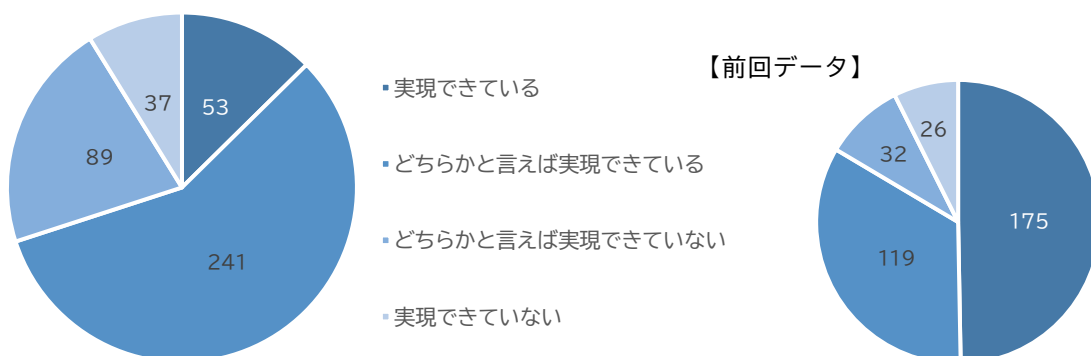 53
241
89
37
実現できている
どちらかと言えば実現できている
どちらかと言えば実現できていない
実現できていない
【前回データ】
175
119
32
26